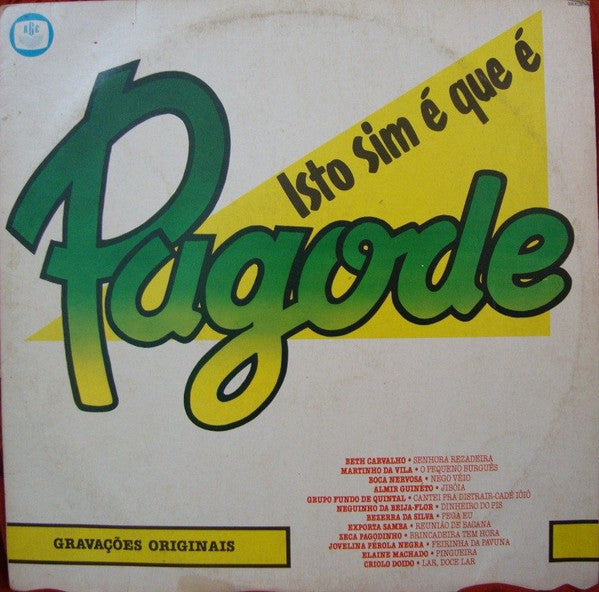 RGE
Isto sim é que é
Pagode
BETH CARVALHO • SENHORA REZADEIRA
MARTINHO DA VILA • O PEQUENO BURGUÊS
BOCA NERVOSA • NEGO VÉIO
ALMIR GUINÉTO • JIBÓIA
GRUPO FUNDO DE QUINTAL • CANTEI PRA DISTRAIR-CADÊ IÔIÔ
NEGUINHO DA BEIJA-FLOR • DINHEIRO DO PIS
BEZERRA DA SILVA • PEGA EU
EXPORTA SAMBA • REUNIÃO DE BACANA
ZECA PAGODINHO • BRINCADEIRA TEM HORA
JOVELINA PÉROLA NEGRA • FEIRINHA DA PAVUNA
ELAINE MACHADO • PINGUEIRA
CRIOLO DOIDO • LAR, DOCE LAR
GRAVAÇÕES ORIGINAIS